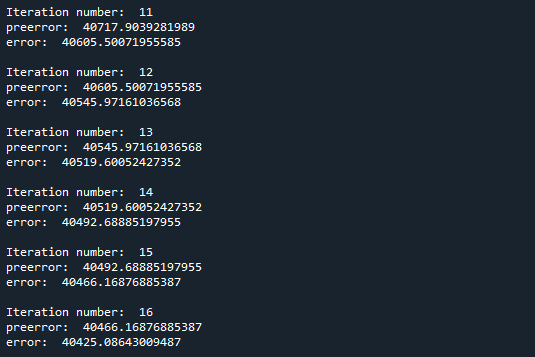 Iteration number:  11
preerror:  40717.9039281989
error:  40605.50071955585
Iteration number:  12
preerror:  40605.50071955585
error:  40545.97161036568
Iteration number:  13
preerror:  40545.97161036568
error:  40519.60052427352
Iteration number:  14
preerror:  40519.60052427352
error:  40492.68885197955
Iteration number:  15
preerror:  40492.68885197955
error:  40466.16876885387
Iteration number:  16
preerror:  40466.16876885387
error:  40425.08643009487